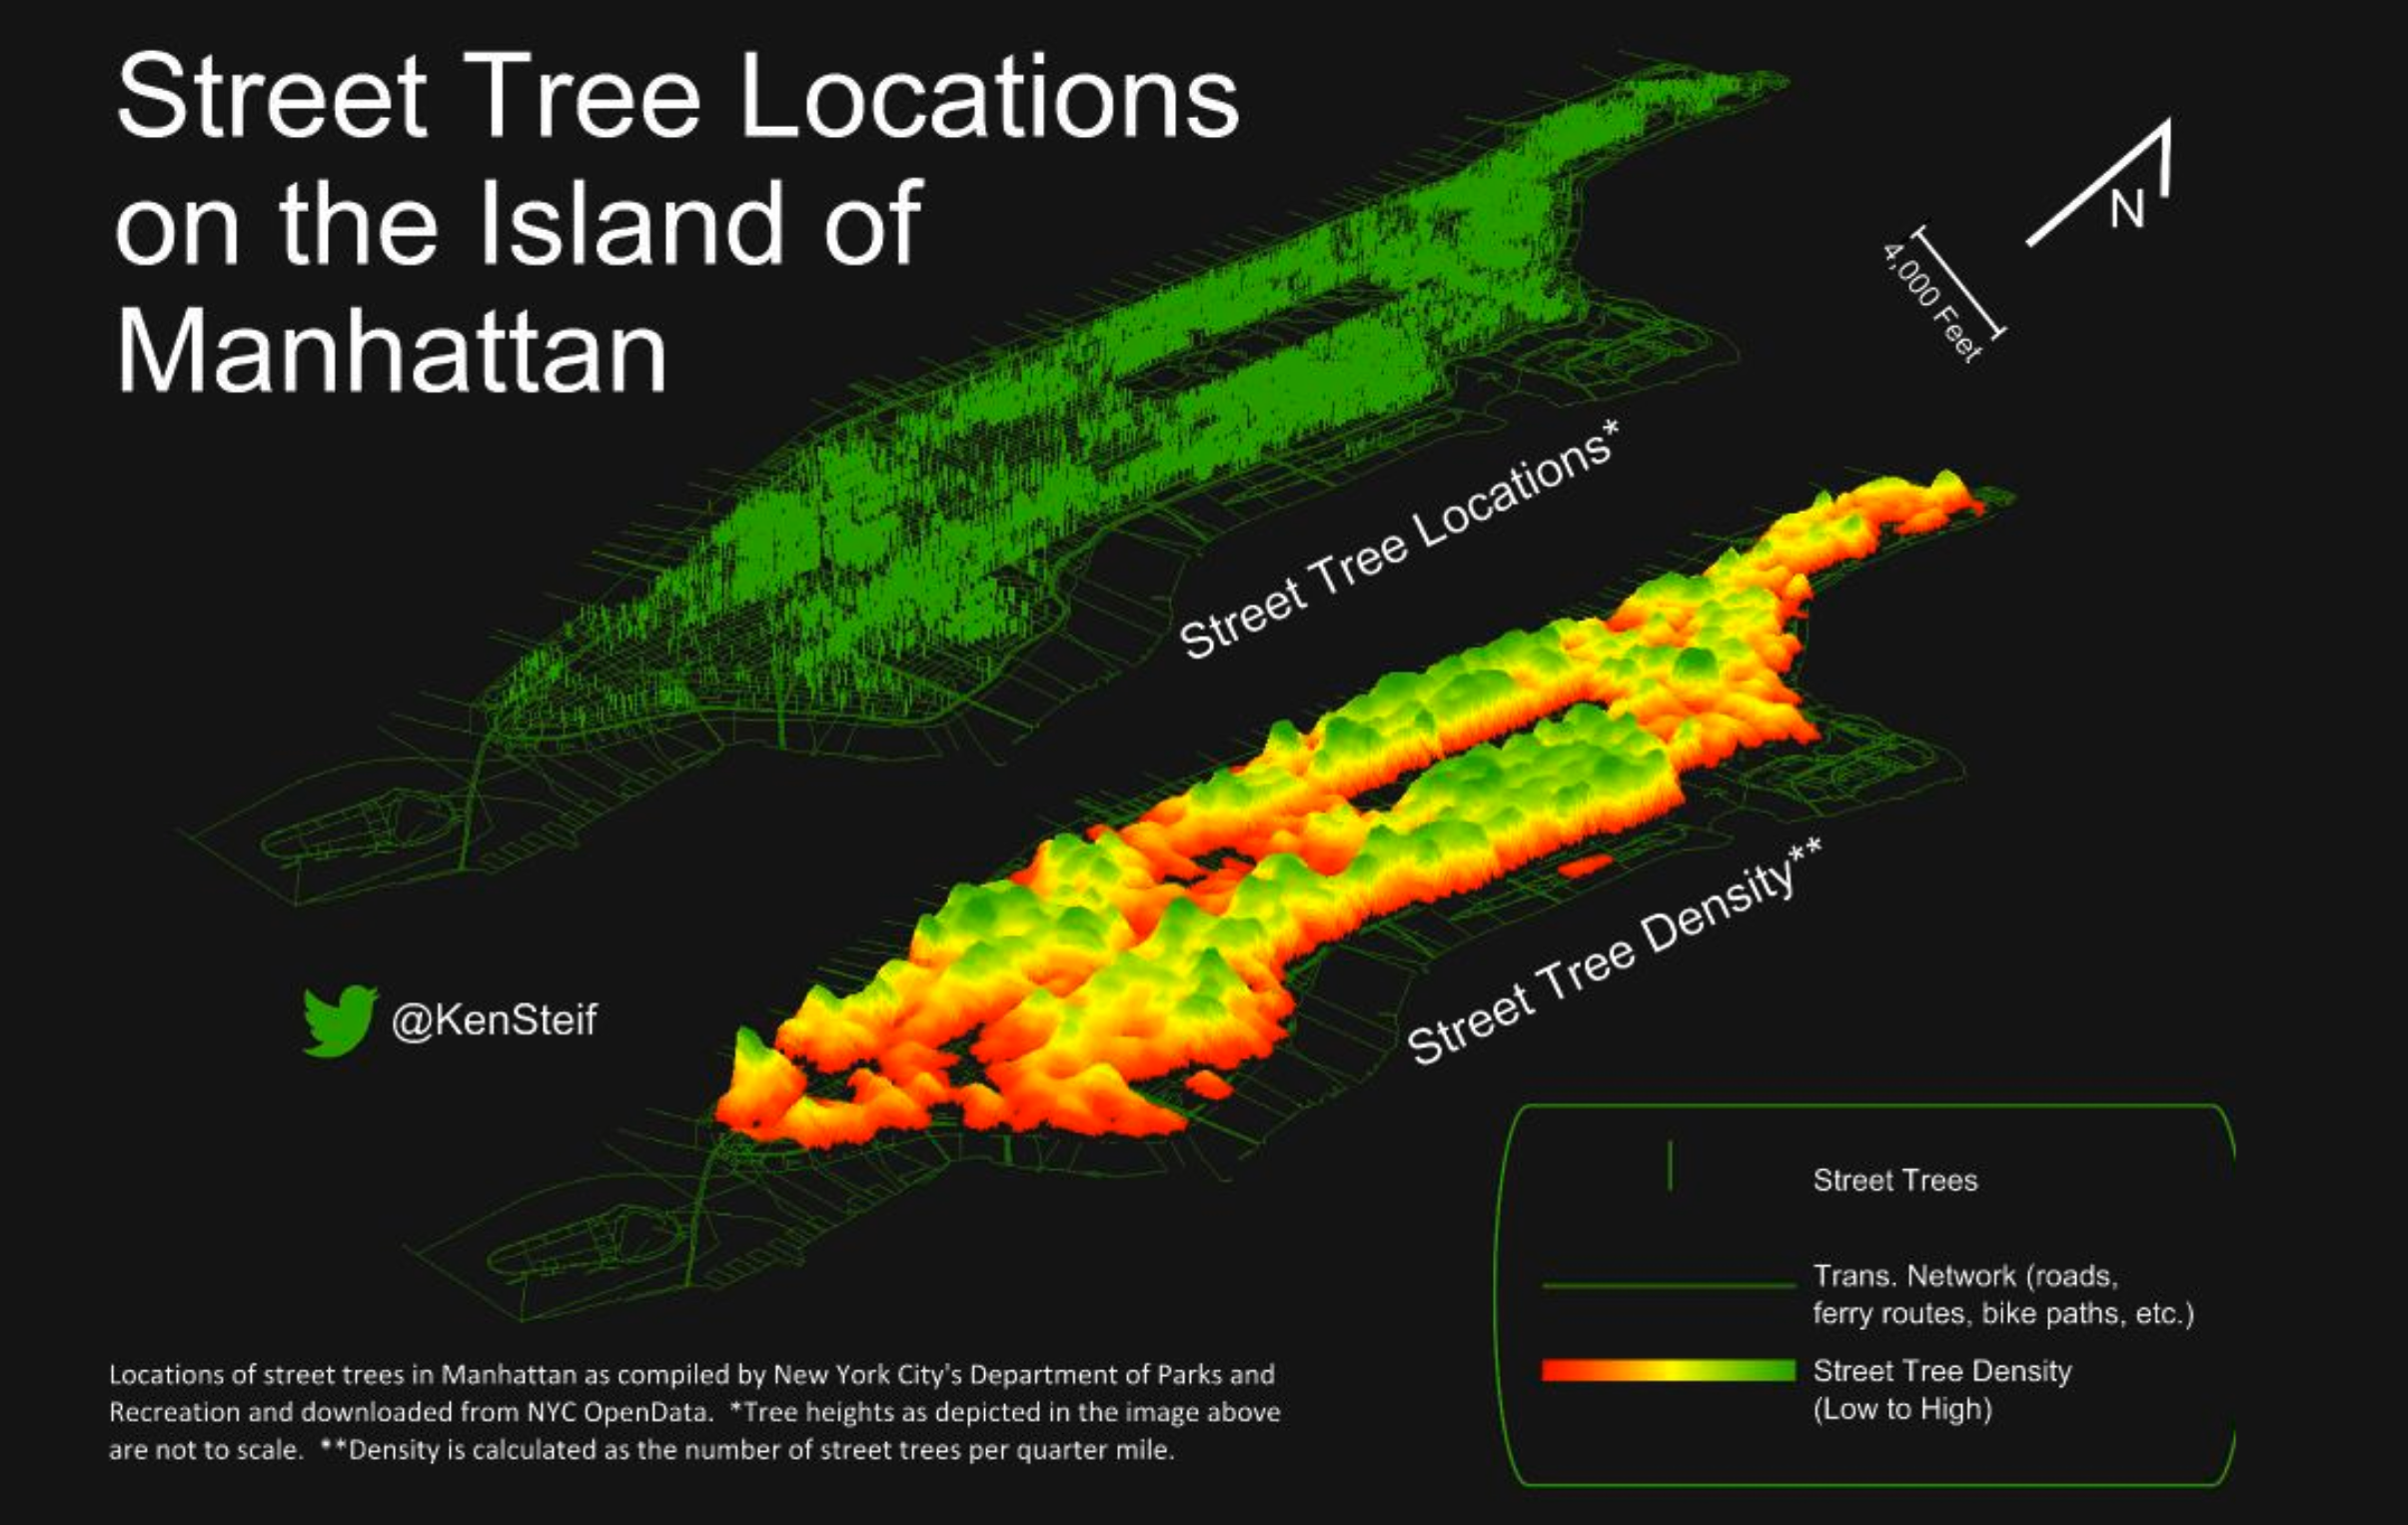 Street Tree Locations
on the Island of
Manhattan
N
4,000 Feet
Street Tree Locations*
Street Tree Density**
@KenSteif
Street Trees
Trans. Network (roads,
ferry routes, bike paths, etc.)
Street Tree Density
(Low to High)
Locations of street trees in Manhattan as compiled by New York City's Department of Parks and
Recreation and downloaded from NYC OpenData.  *Tree heights as depicted in the image above
are not to scale.  **Density is calculated as the number of street trees per quarter mile.